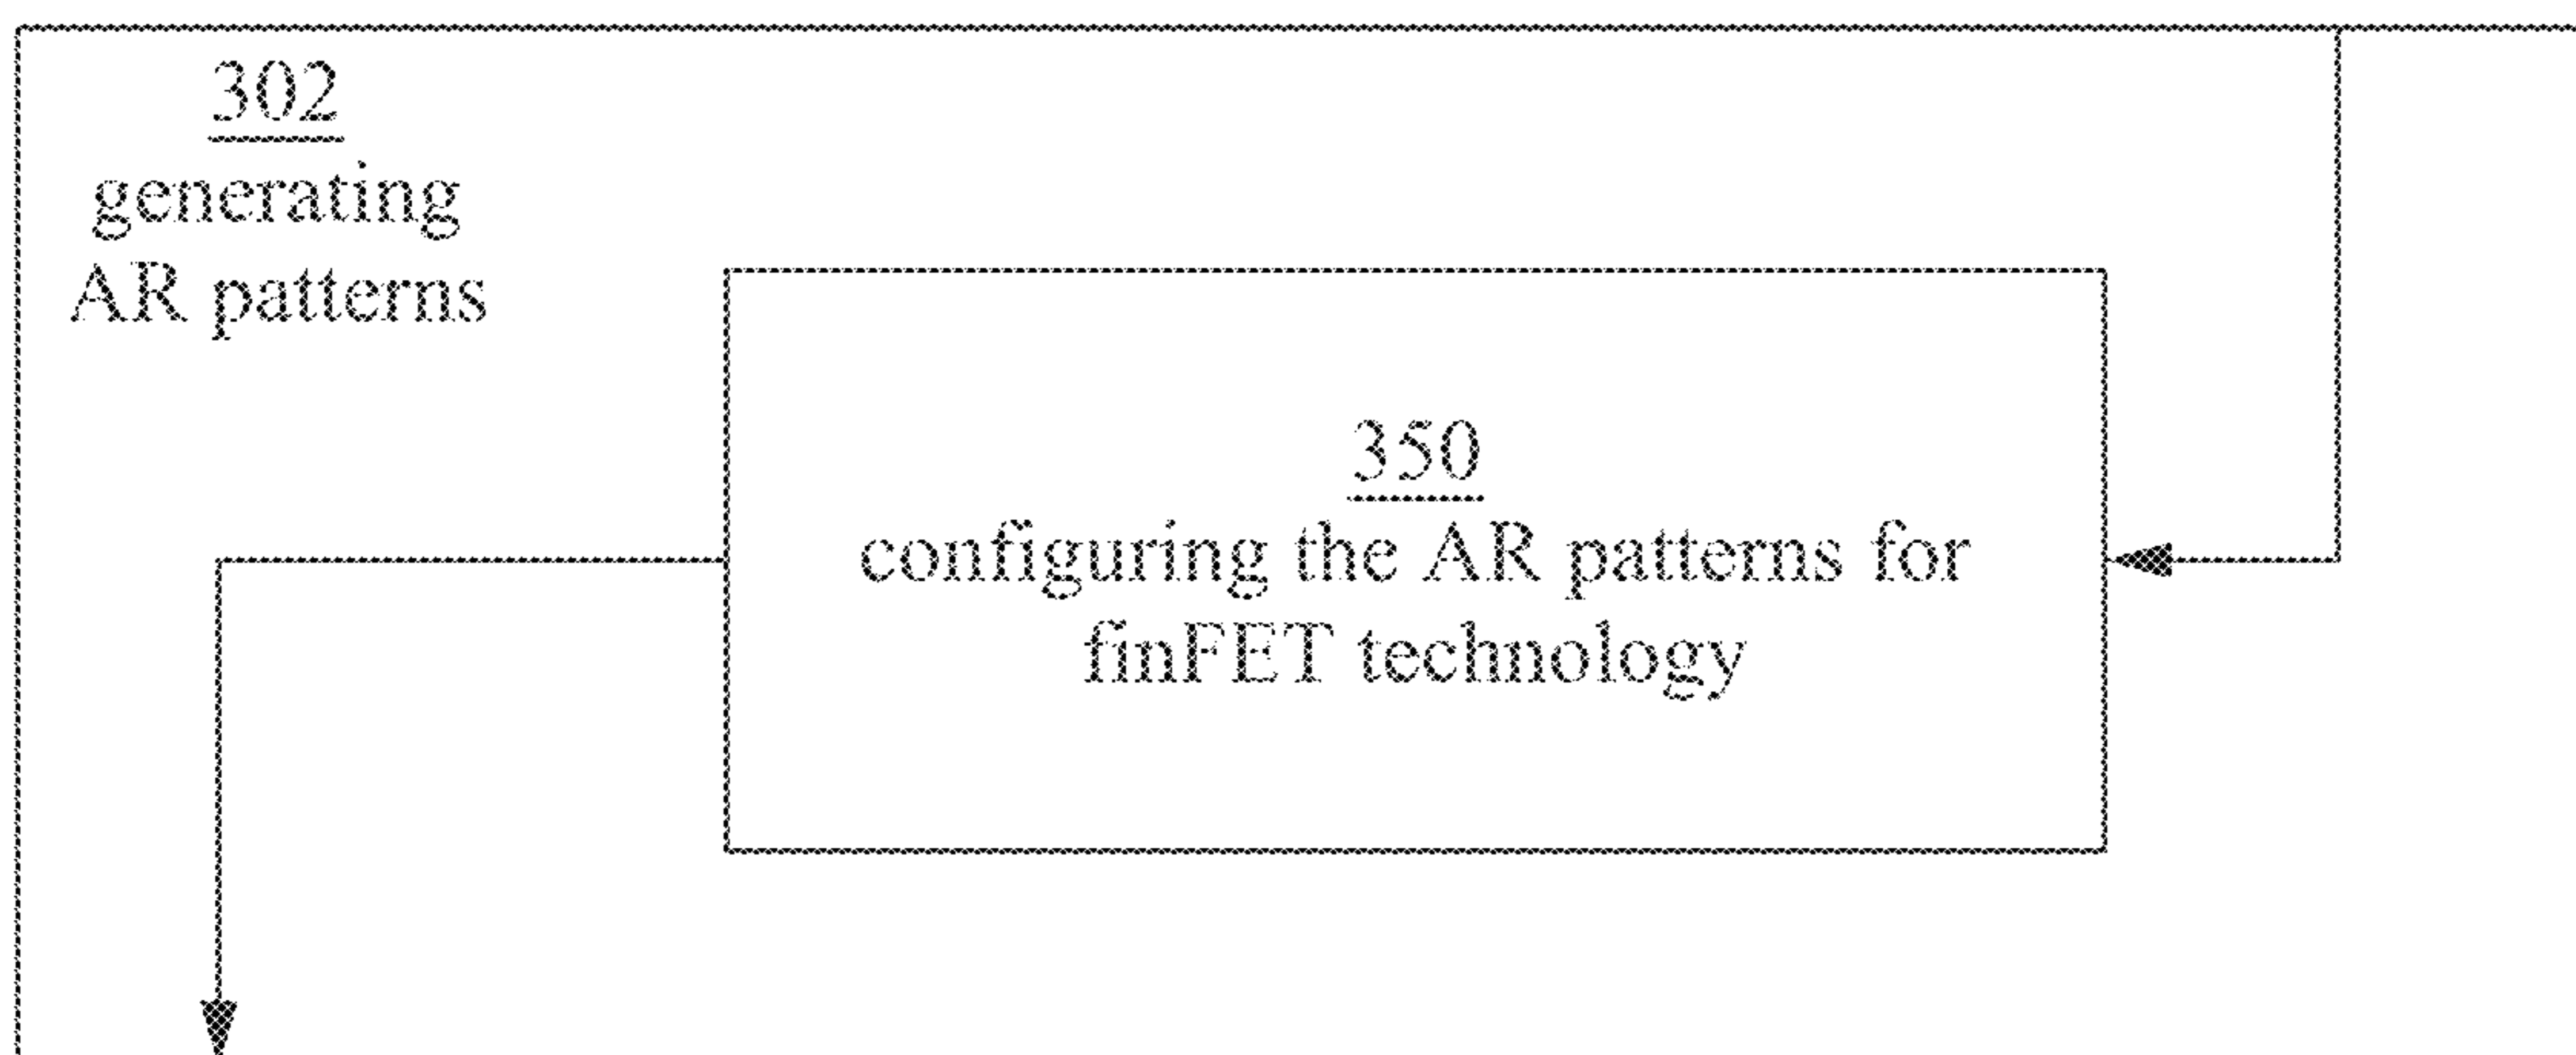 302
generating
AR patterns
350
configuring the AR patterns for
finFET technology